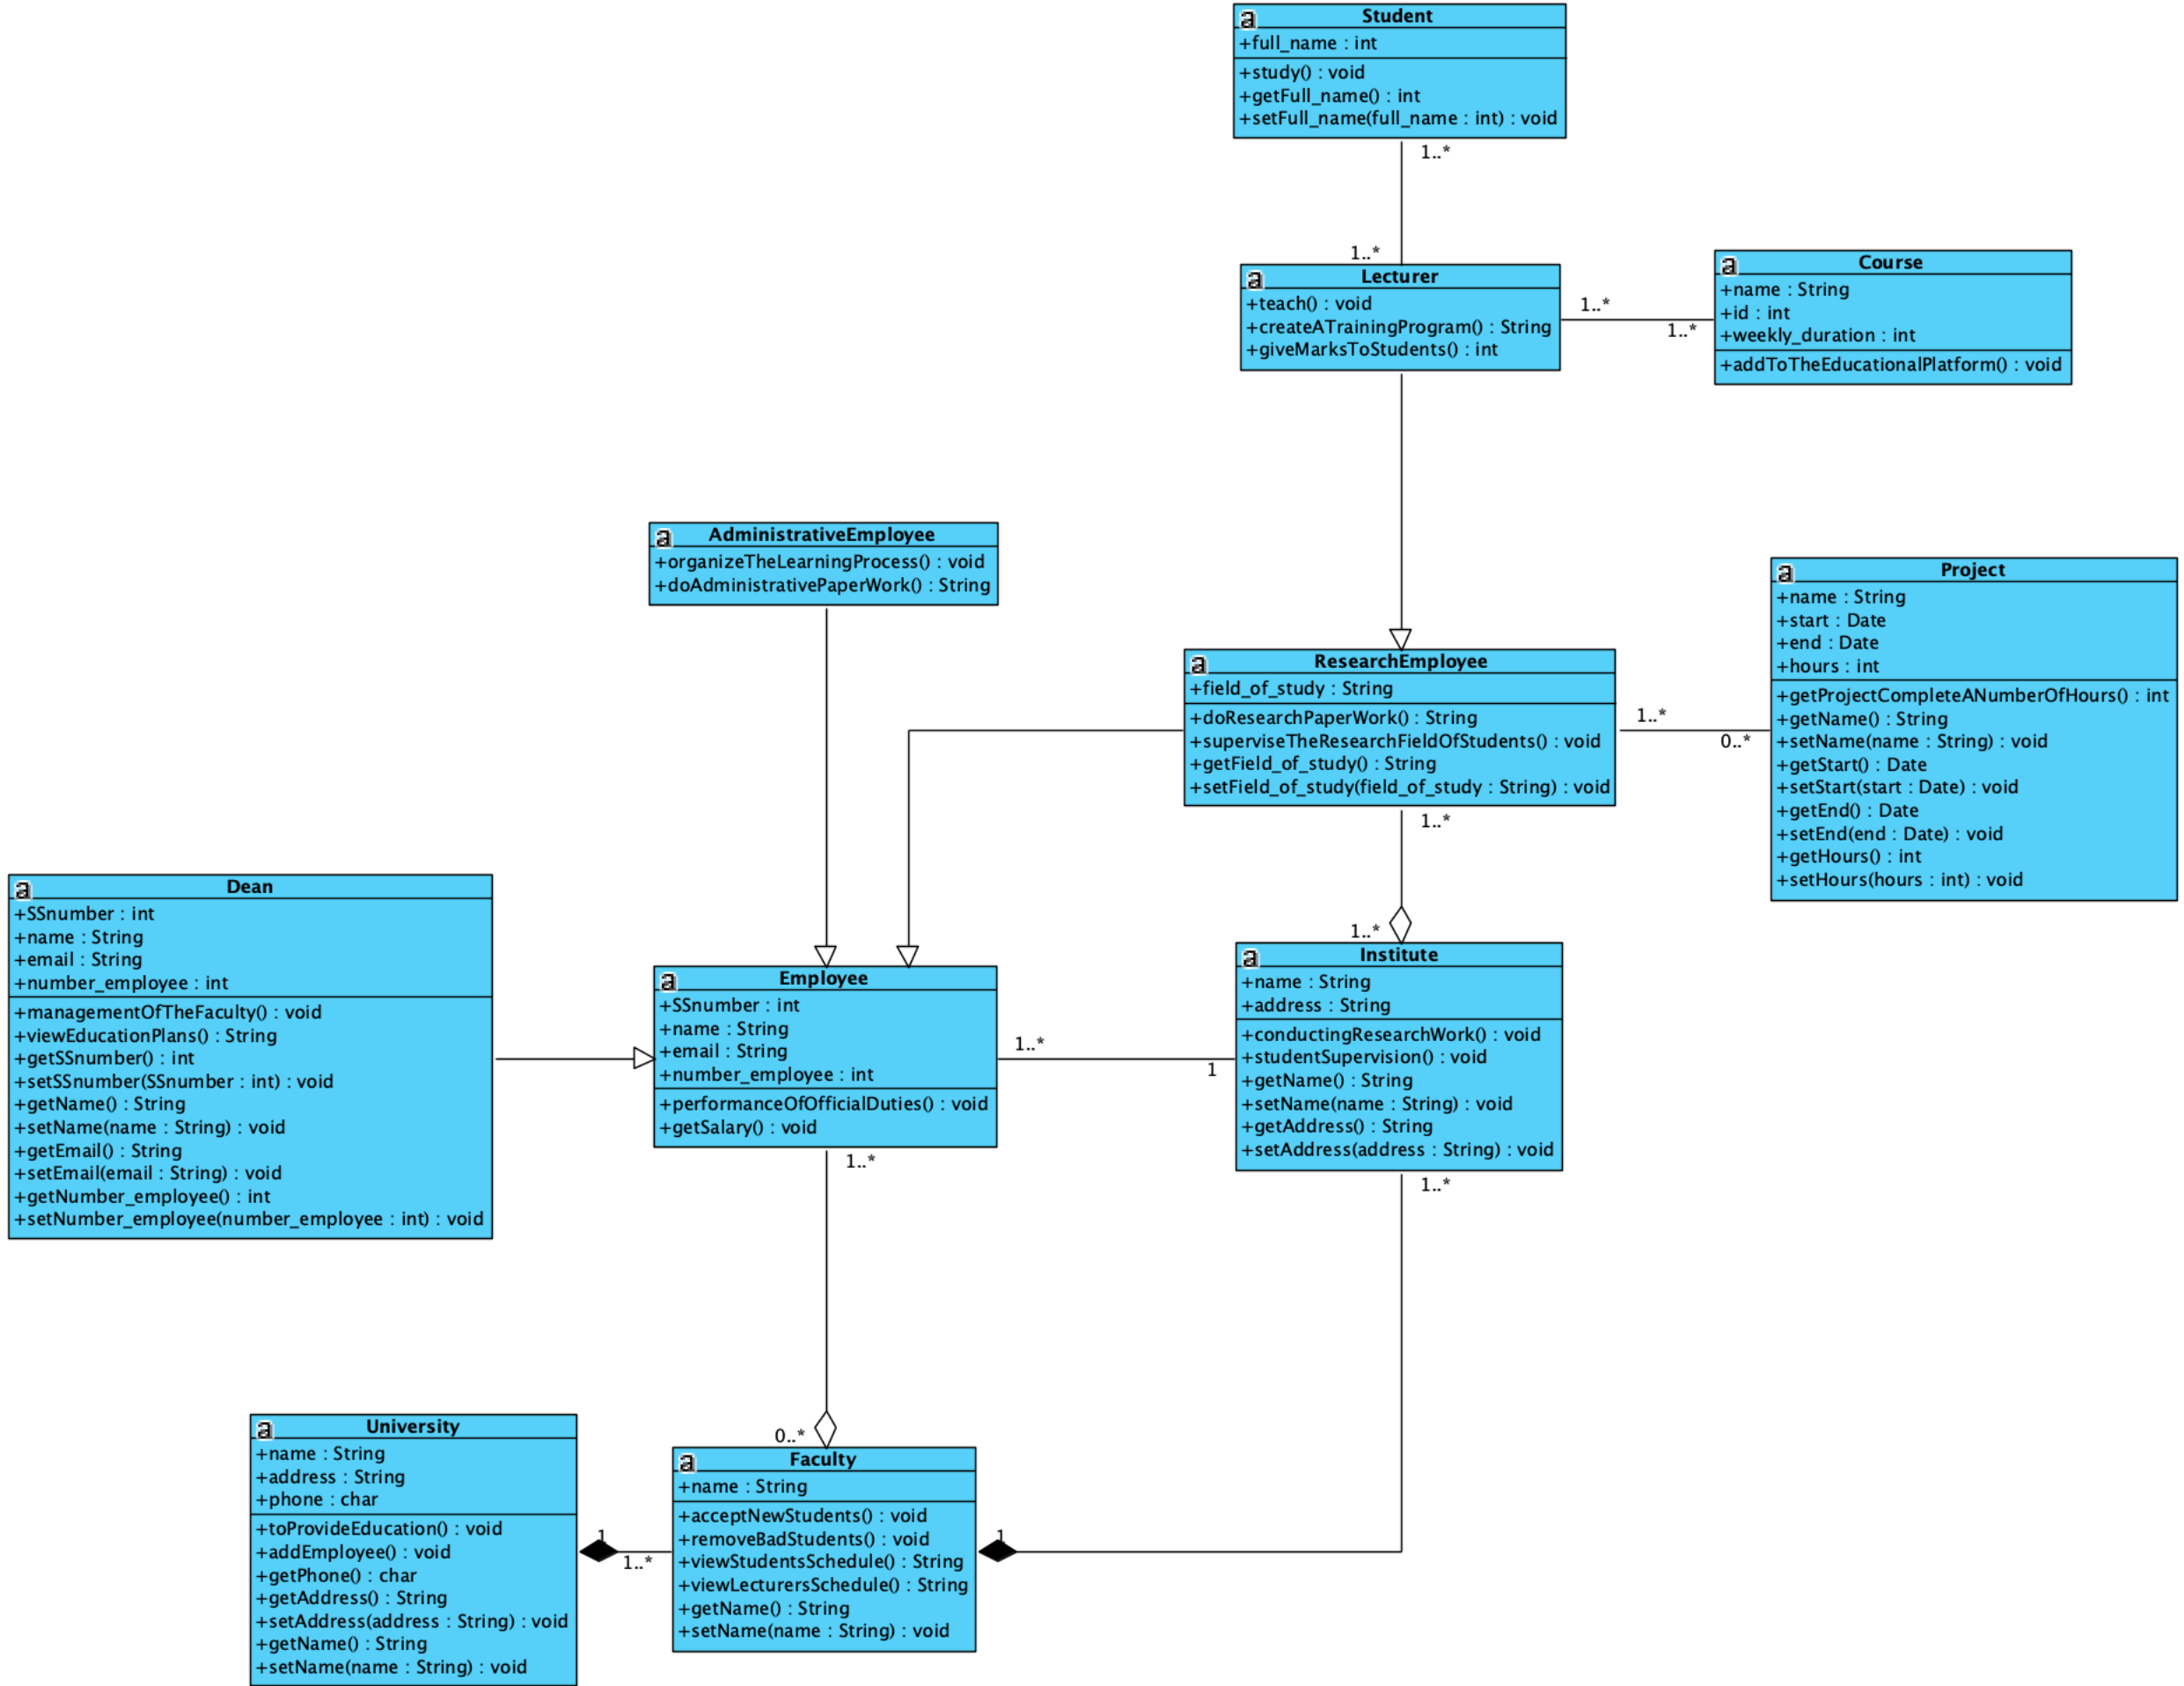 Student
+full_name : int
+study() : void
+getFull_name() : int
+setFull_name(full_name : int) : void
1..*
1..*
Lecturer
+teach() : void
+createATrainingProgram() : String
+giveMarksToStudents() : int
1..*
1..*
Course
+name : String
+id : int
+weekly_duration : int
+addToTheEducationalPlatform() : void
AdministrativeEmployee
+organizeTheLearningProcess() : void
+doAdministrativePaperWork() : String
ResearchEmployee
+field_of_study : String
+doResearchPaperWork() : String
+superviseTheResearchFieldOfStudents() : void
+getField_of_study() : String
+setField_of_study(field_of_study : String) : void
1..*
0..*
Project
+name : String
+start : Date
+end : Date
+hours : int
+getProjectCompleteANumberOfHours() : int
+getName() : String
+setName(name : String) : void
+getStart() : Date
+setStart(start : Date) : void
+getEnd() : Date
+setEnd(end : Date) : void
+getHours() : int
+setHours(hours : int) : void
1..*
1..*
Dean
+SSnumber : int
+name : String
+email : String
+number_employee : int
+managementOfTheFaculty() : void
+viewEducationPlans() : String
+getSSnumber() : int
+setSSnumber(SSnumber : int) : void
+getName() : String
+setName(name : String) : void
+getEmail() : String
+setEmail(email : String) : void
+getNumber_employee() : int
+setNumber_employee(number_employee : int) : void
Employee
+SSnumber : int
+name : String
+email : String
+number_employee : int
+performanceOfOfficialDuties() : void
+getSalary() : void
1..*
1
Institute
+name : String
+address : String
+conductingResearchWork() : void
+studentSupervision() : void
+getName() : String
+setName(name : String) : void
+getAddress() : String
+setAddress(address : String) : void
1..*
1..*
0..*
University
+name : String
+address : String
+phone : char
+toProvideEducation() : void
+addEmployee() : void
+getPhone() : char
+getAddress() : String
+setAddress(address : String) : void
+getName() : String
+setName(name : String) : void
1
1..*
Faculty
+name : String
+acceptNewStudents() : void
+removeBadStudents() : void
+viewStudentsSchedule() : String
+viewLecturersSchedule() : String
+getName() : String
+setName(name : String) : void
1